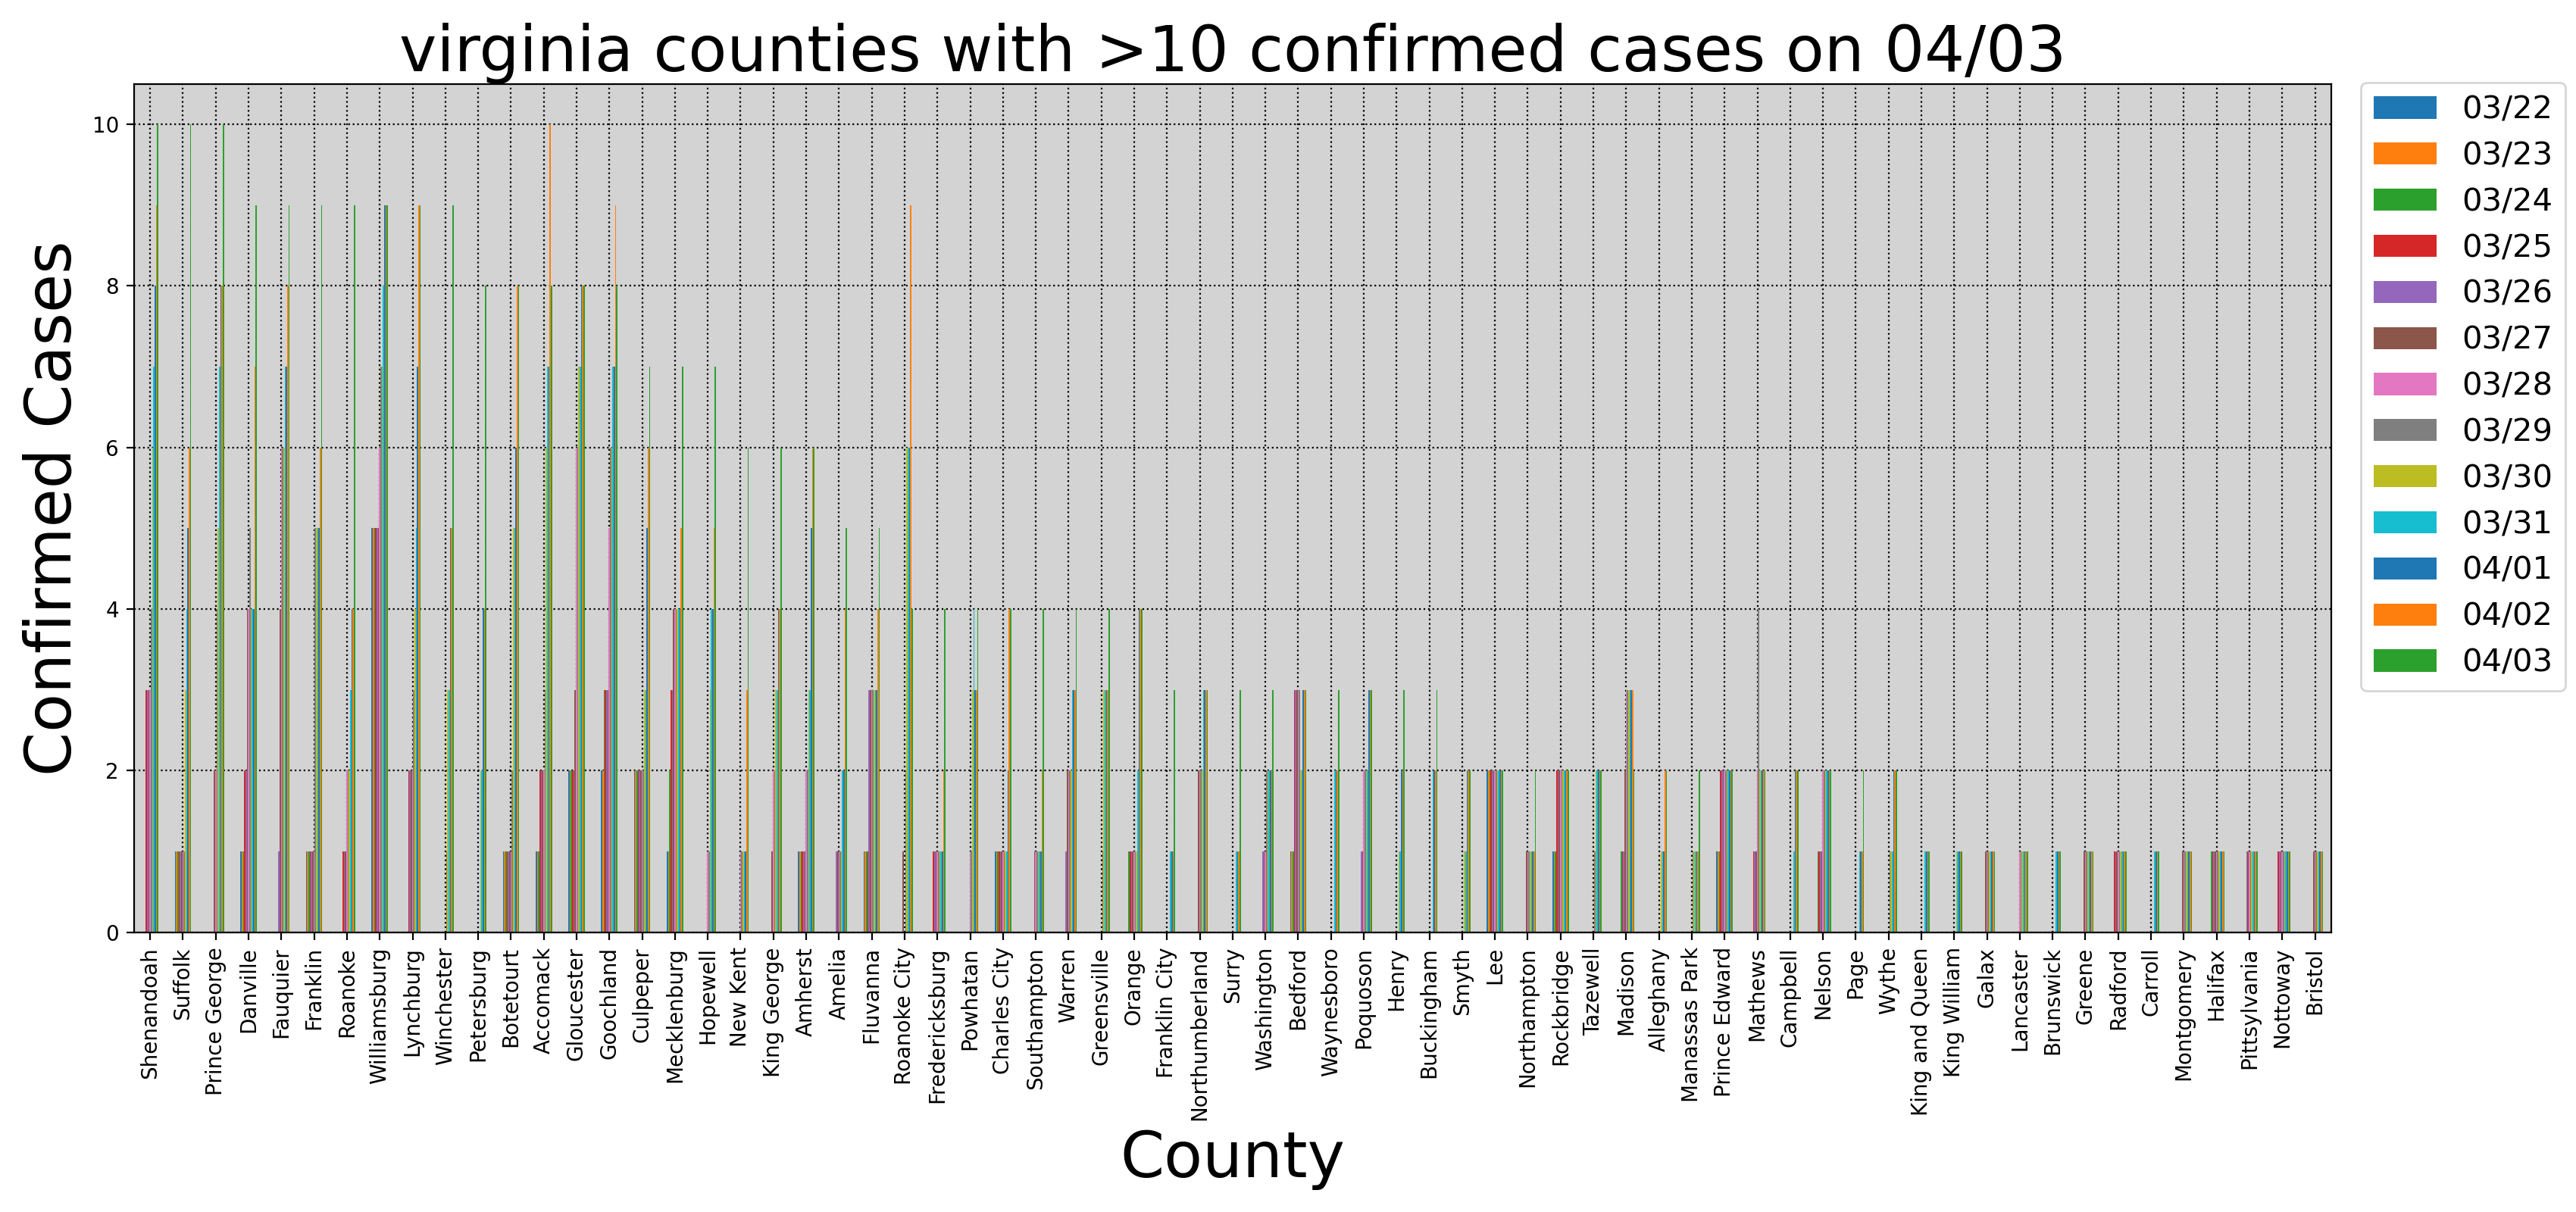 virginia counties with >10 confirmed cases on 04/03
Confirmed Cases
10
8
6
4
2
0
03/22
03/23
03/24
03/25
03/26
03/27
03/28
03/29
03/30
03/31
04/01
04/02
04/03
Shenandoah
Suffolk
Prince George
Danville
Fauquier
Franklin
Roanoke
Williamsburg
Lynchburg
Winchester
Petersburg
Botetourt
Accomack
Gloucester
Goochland
Culpeper
Mecklenburg
Hopewell
New Kent
King George
Amherst
Amelia
Fluvanna
Roanoke City
Fredericksburg
Powhatan
Charles City
Southampton
Warren
Greensville
Orange
Franklin City
Northumberland
Surry
Washington
Bedford
Waynesboro
Poquoson
Henry
Buckingham
Smyth
Lee
Northampton
Rockbridge
Tazewell
Madison
Alleghany
Manassas Park
Prince Edward
Mathews
Campbell
Nelson
Page
Wythe
King and Queen
King William
Galax
Lancaster
Brunswick
Greene
Radford
Carroll
Montgomery
Halifax
Pittsylvania
Nottoway
Bristol
County